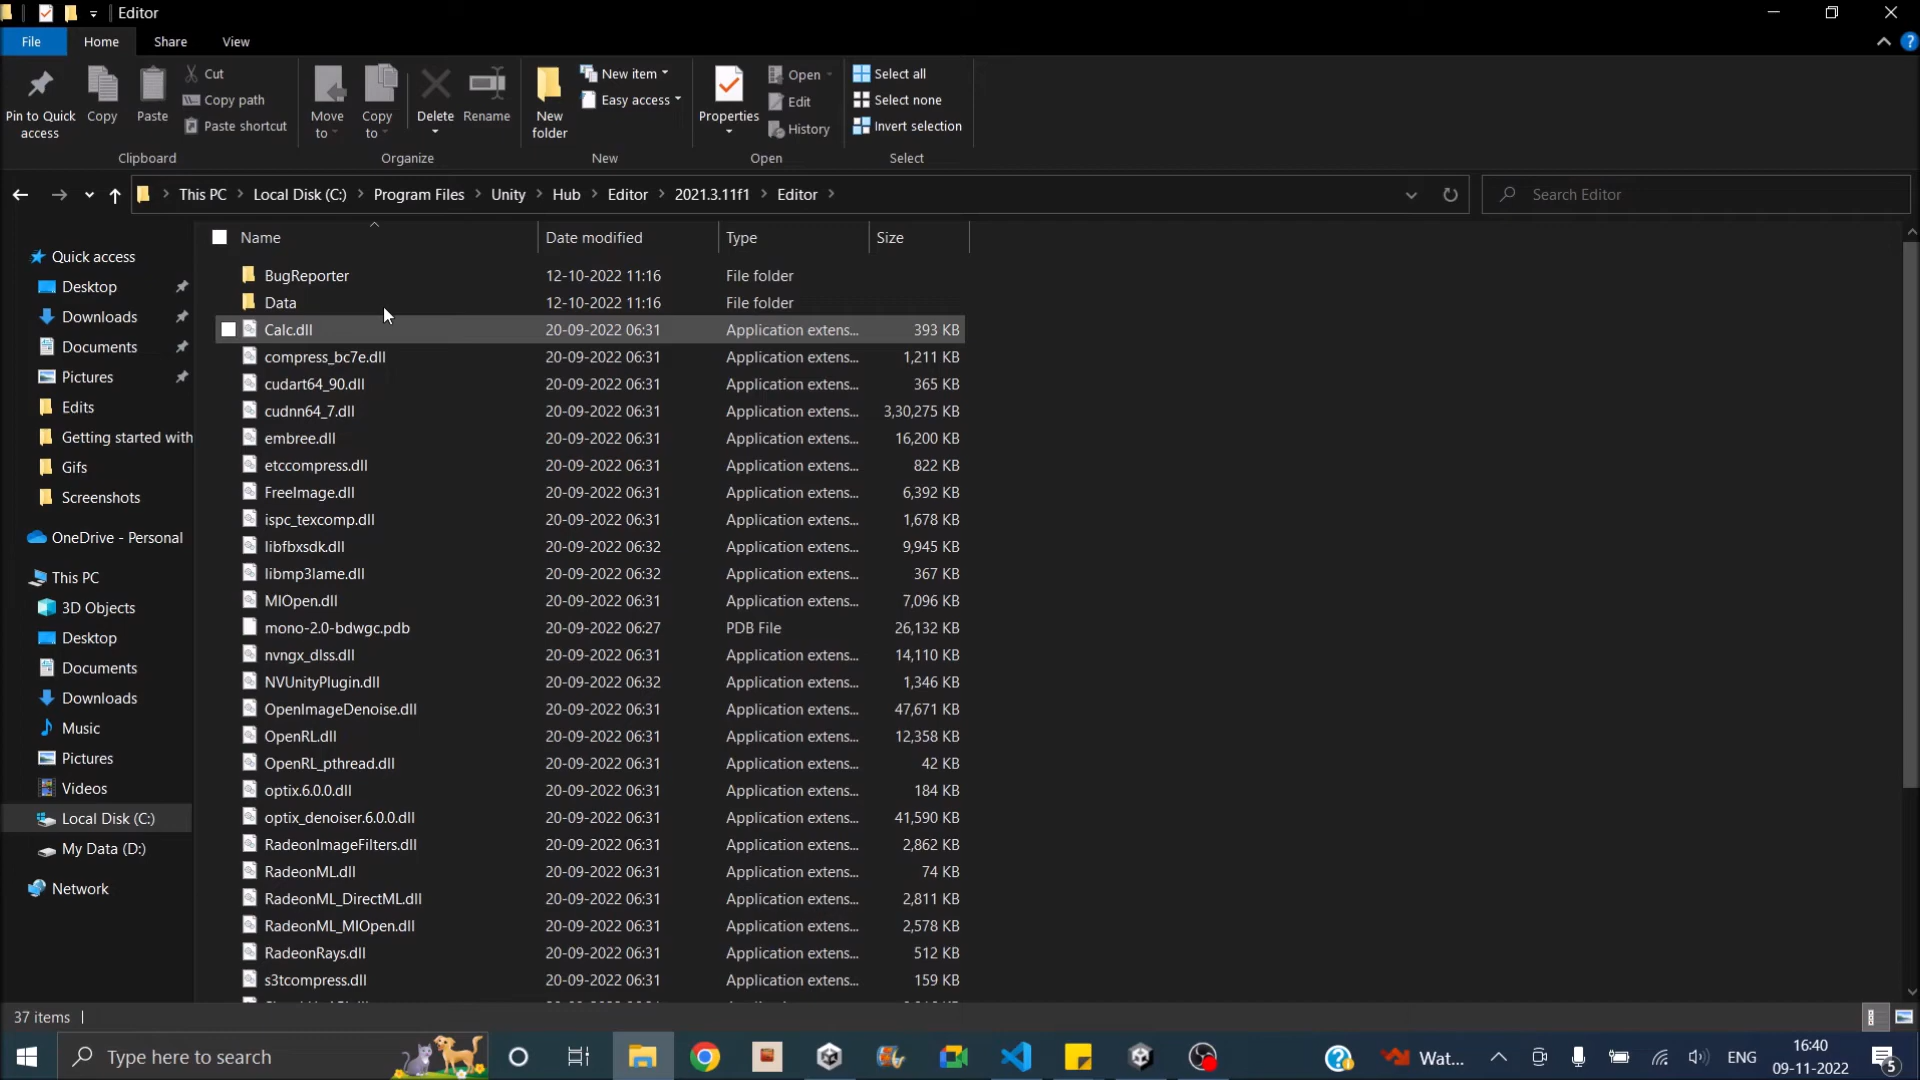 Editor
File Home Share View
Pin to Quick access
Copy
Paste
Cut
Copy path
Paste shortcut
Clipboard
Move to
Copy to
Delete
Rename
Organize
New folder
New item
Easy access
New
Properties
Open
Edit
History
Open
Select all
Select none
Invert selection
Select
This PC > Local Disk (C:) > Program Files > Unity > Hub > Editor > 2021.3.11f1 > Editor >
Search Editor
Quick access
Desktop
Downloads
Documents
Pictures
Edits
Getting started with
Gifs
Screenshots
OneDrive - Personal
This PC
3D Objects
Desktop
Documents
Downloads
Music
Pictures
Videos
Local Disk (C:)
My Data (D:)
Network
Name Date modified Type Size
BugReporter 12-10-2022 11:16 File folder
Data 12-10-2022 11:16 File folder
Calc.dll 20-09-2022 06:31 Application extens... 393 KB
compress_bc7e.dll 20-09-2022 06:31 Application extens... 1,211 KB
cudart64_90.dll 20-09-2022 06:31 Application extens... 365 KB
cudnn64_7.dll 20-09-2022 06:31 Application extens... 3,30,275 KB
embree.dll 20-09-2022 06:31 Application extens... 16,200 KB
etccompress.dll 20-09-2022 06:31 Application extens... 822 KB
FreeImage.dll 20-09-2022 06:31 Application extens... 6,392 KB
ispc_texcomp.dll 20-09-2022 06:31 Application extens... 1,678 KB
libfbxsdk.dll 20-09-2022 06:32 Application extens... 9,945 KB
libmp3lame.dll 20-09-2022 06:32 Application extens... 367 KB
MIOpen.dll 20-09-2022 06:31 Application extens... 7,096 KB
mono-2.0-bdwgc.pdb 20-09-2022 06:27 PDB File 26,132 KB
nvngx_dlss.dll 20-09-2022 06:31 Application extens... 14,110 KB
NVUnityPlugin.dll 20-09-2022 06:32 Application extens... 1,346 KB
OpenImageDenoise.dll 20-09-2022 06:31 Application extens... 47,671 KB
OpenRL.dll 20-09-2022 06:31 Application extens... 12,358 KB
OpenRL_pthread.dll 20-09-2022 06:31 Application extens... 42 KB
optix.6.0.0.dll 20-09-2022 06:31 Application extens... 184 KB
optix_denoiser.6.0.0.dll 20-09-2022 06:31 Application extens... 41,590 KB
RadeonImageFilters.dll 20-09-2022 06:31 Application extens... 2,862 KB
RadeonML.dll 20-09-2022 06:31 Application extens... 74 KB
RadeonML_DirectML.dll 20-09-2022 06:31 Application extens... 2,811 KB
RadeonML_MIOpen.dll 20-09-2022 06:31 Application extens... 2,578 KB
RadeonRays.dll 20-09-2022 06:31 Application extens... 512 KB
s3tcompress.dll 20-09-2022 06:31 Application extens... 159 KB
37 items
Type here to search
Wat...
ENG
16:40
09-11-2022
5